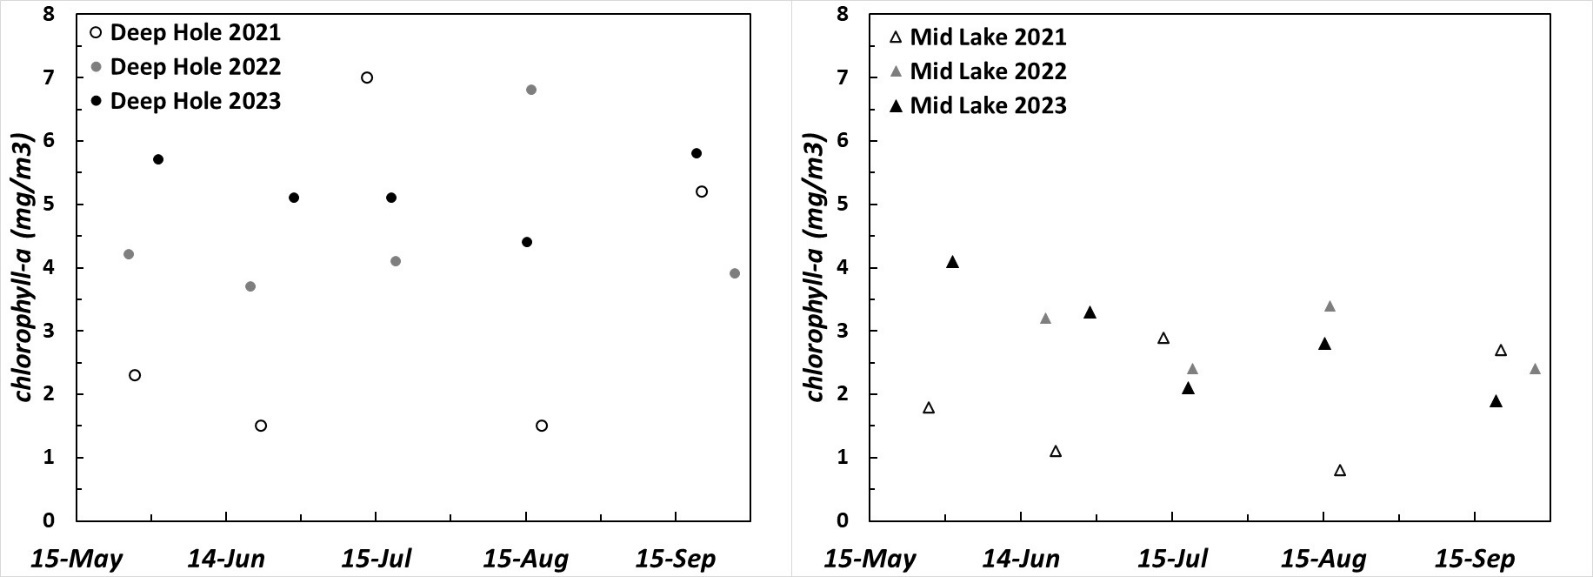 8
7
6
5
4
3
2
1
0
chlorophyll-a (mg/m3)
Deep Hole 2021
Deep Hole 2022
Deep Hole 2023
15-May 14-Jun 15-Jul 15-Aug 15-Sep
8
7
6
5
4
3
2
1
0
chlorophyll-a (mg/m3)
Mid Lake 2021
Mid Lake 2022
Mid Lake 2023
15-May 14-Jun 15-Jul 15-Aug 15-Sep